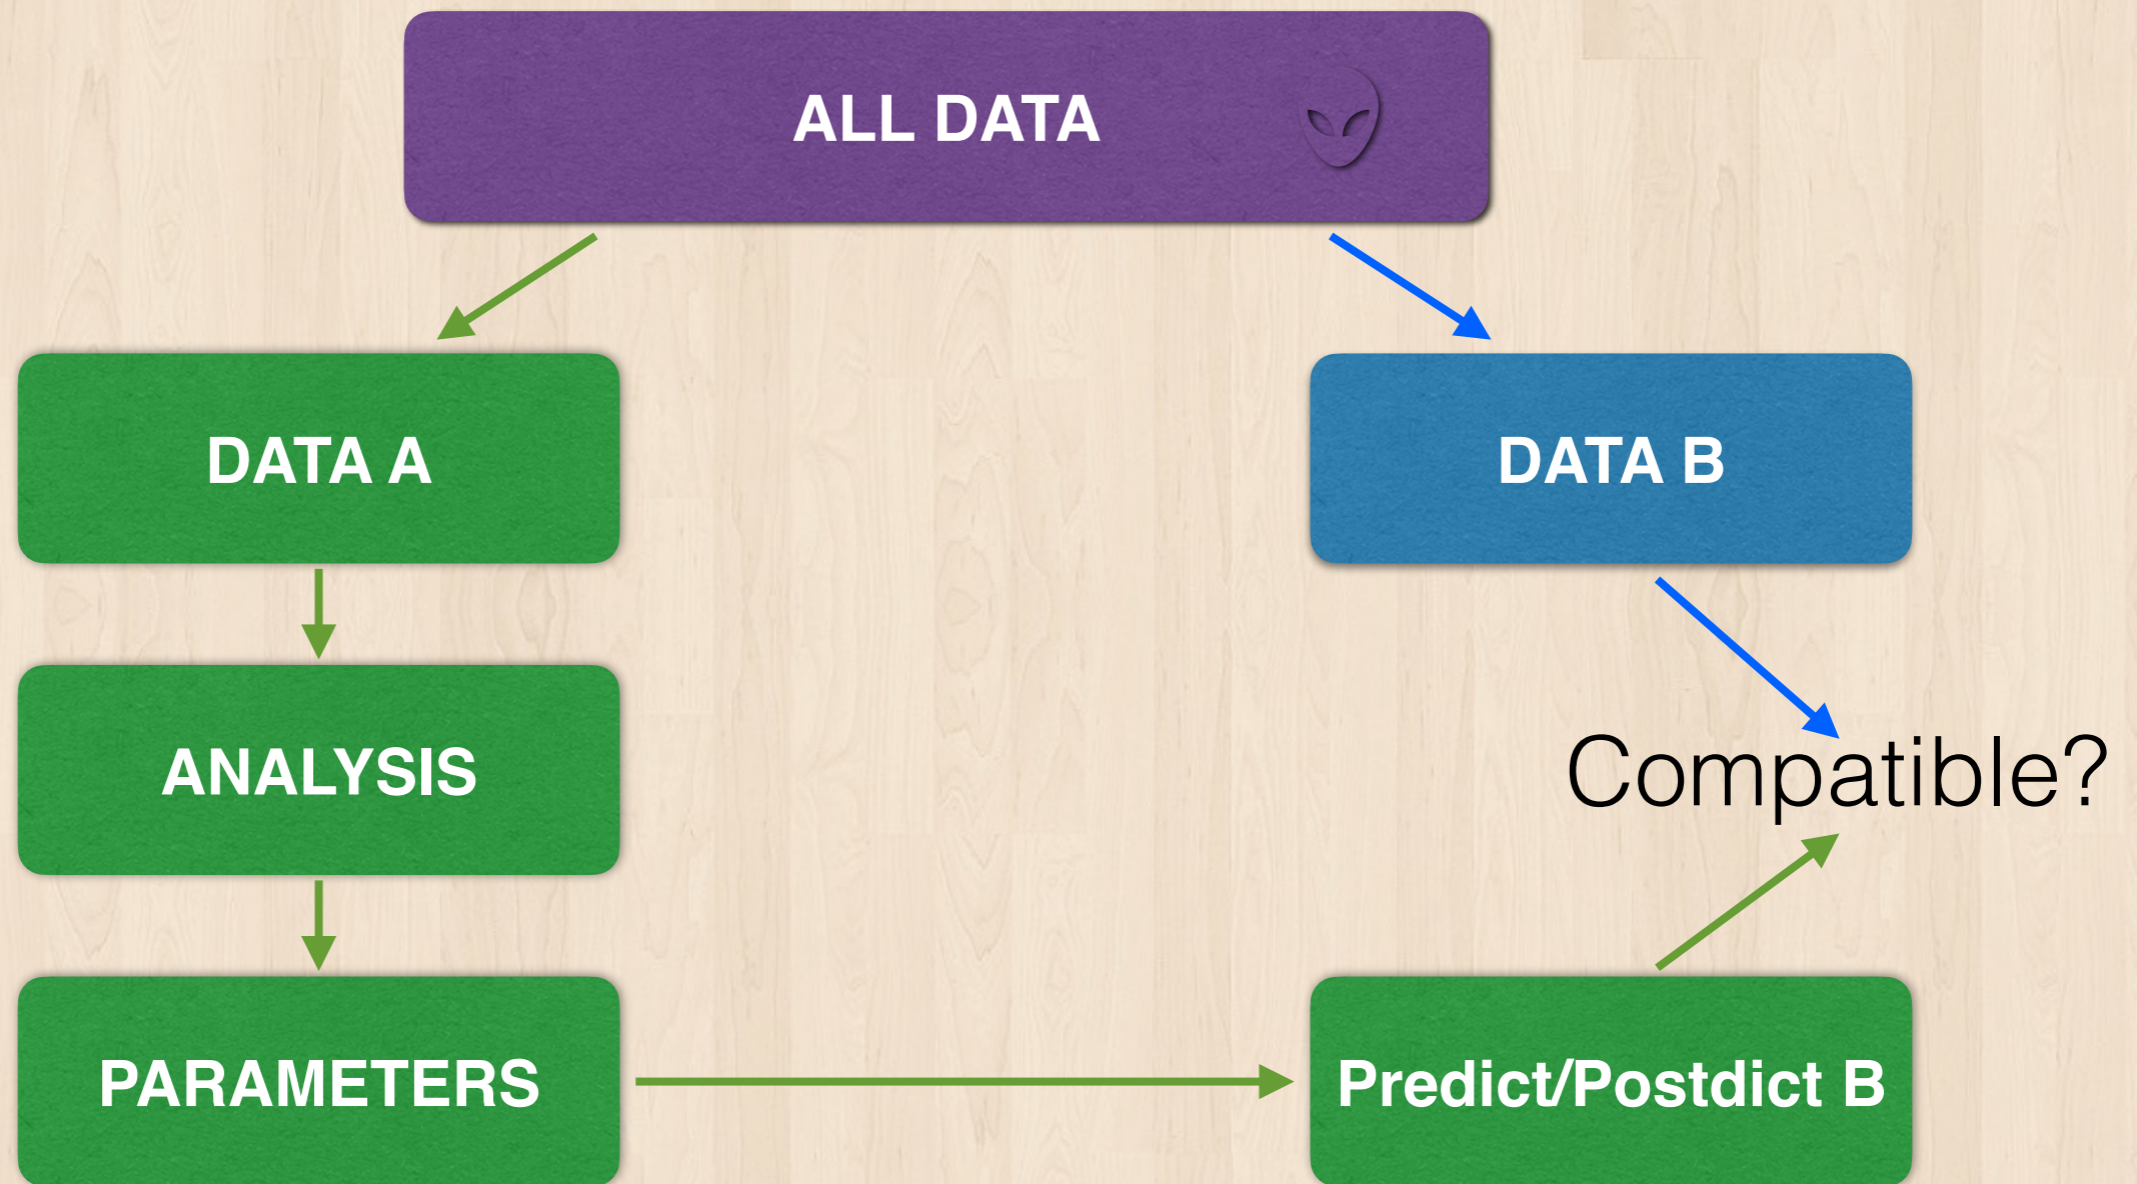 ALL DATA
DATA A
DATA B
ANALYSIS
Compatible?
PARAMETERS
Predict/Postdict B